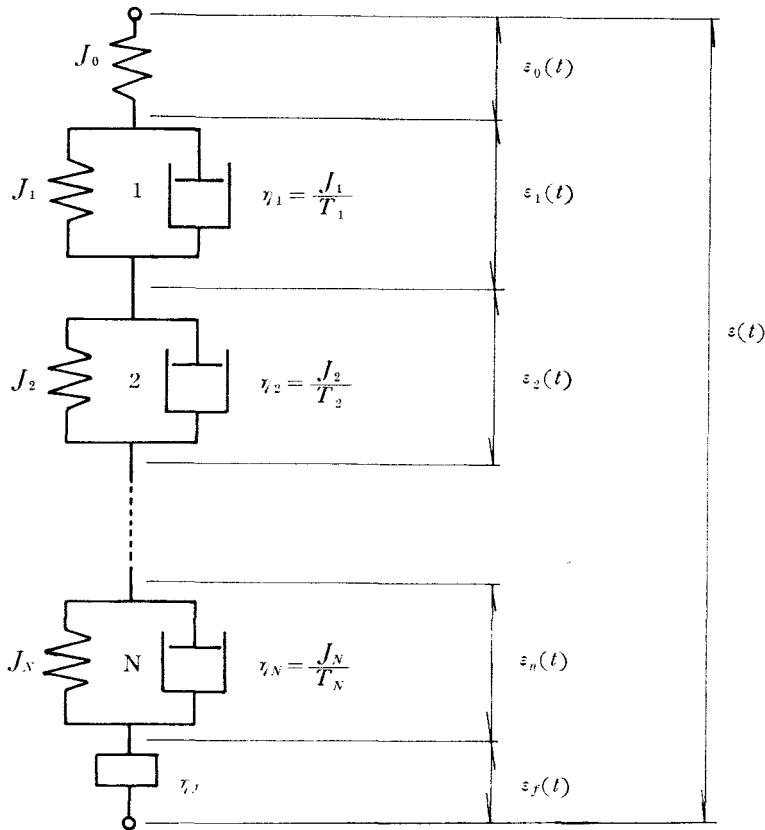 J₀
ε₀(t)
J₁
1
η₁ = J₁/T₁
ε₁(t)
ε(t)
J₂
2
η₂ = J₂/T₂
ε₂(t)
J_N
N
η_N = J_N/T_N
εₙ(t)
ε_f(t)